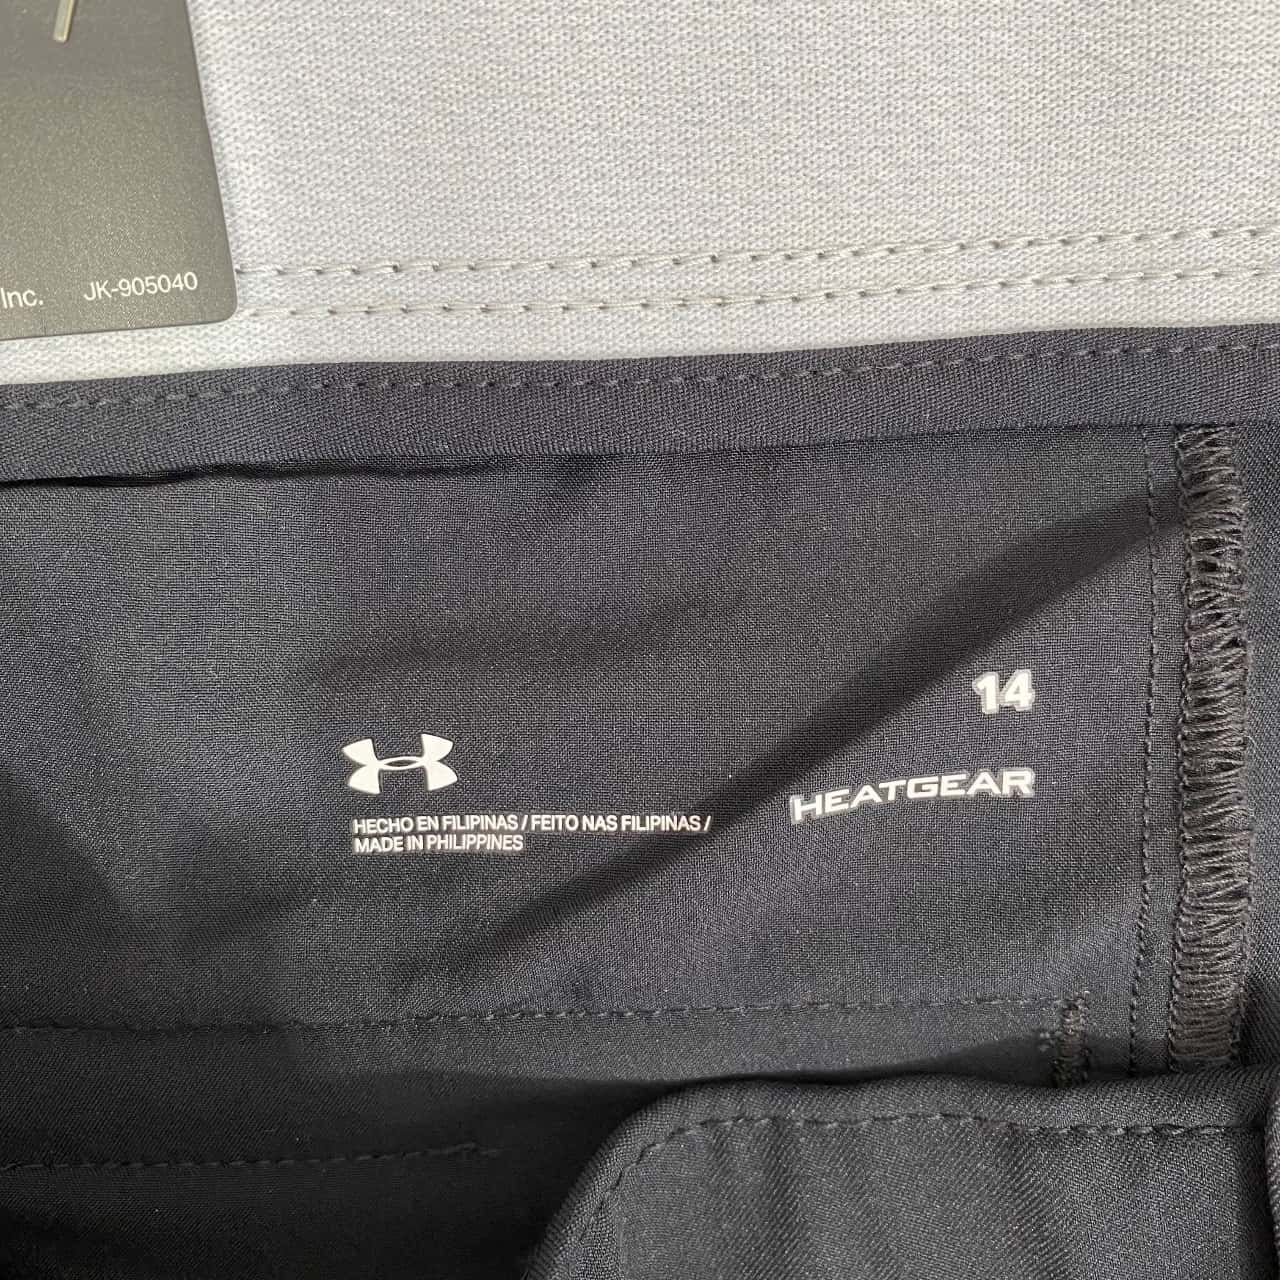 Inc. JK-905040
14
HEATGEAR
HECHO EN FILIPINAS / FEITO NAS FILIPINAS /
MADE IN PHILIPPINES